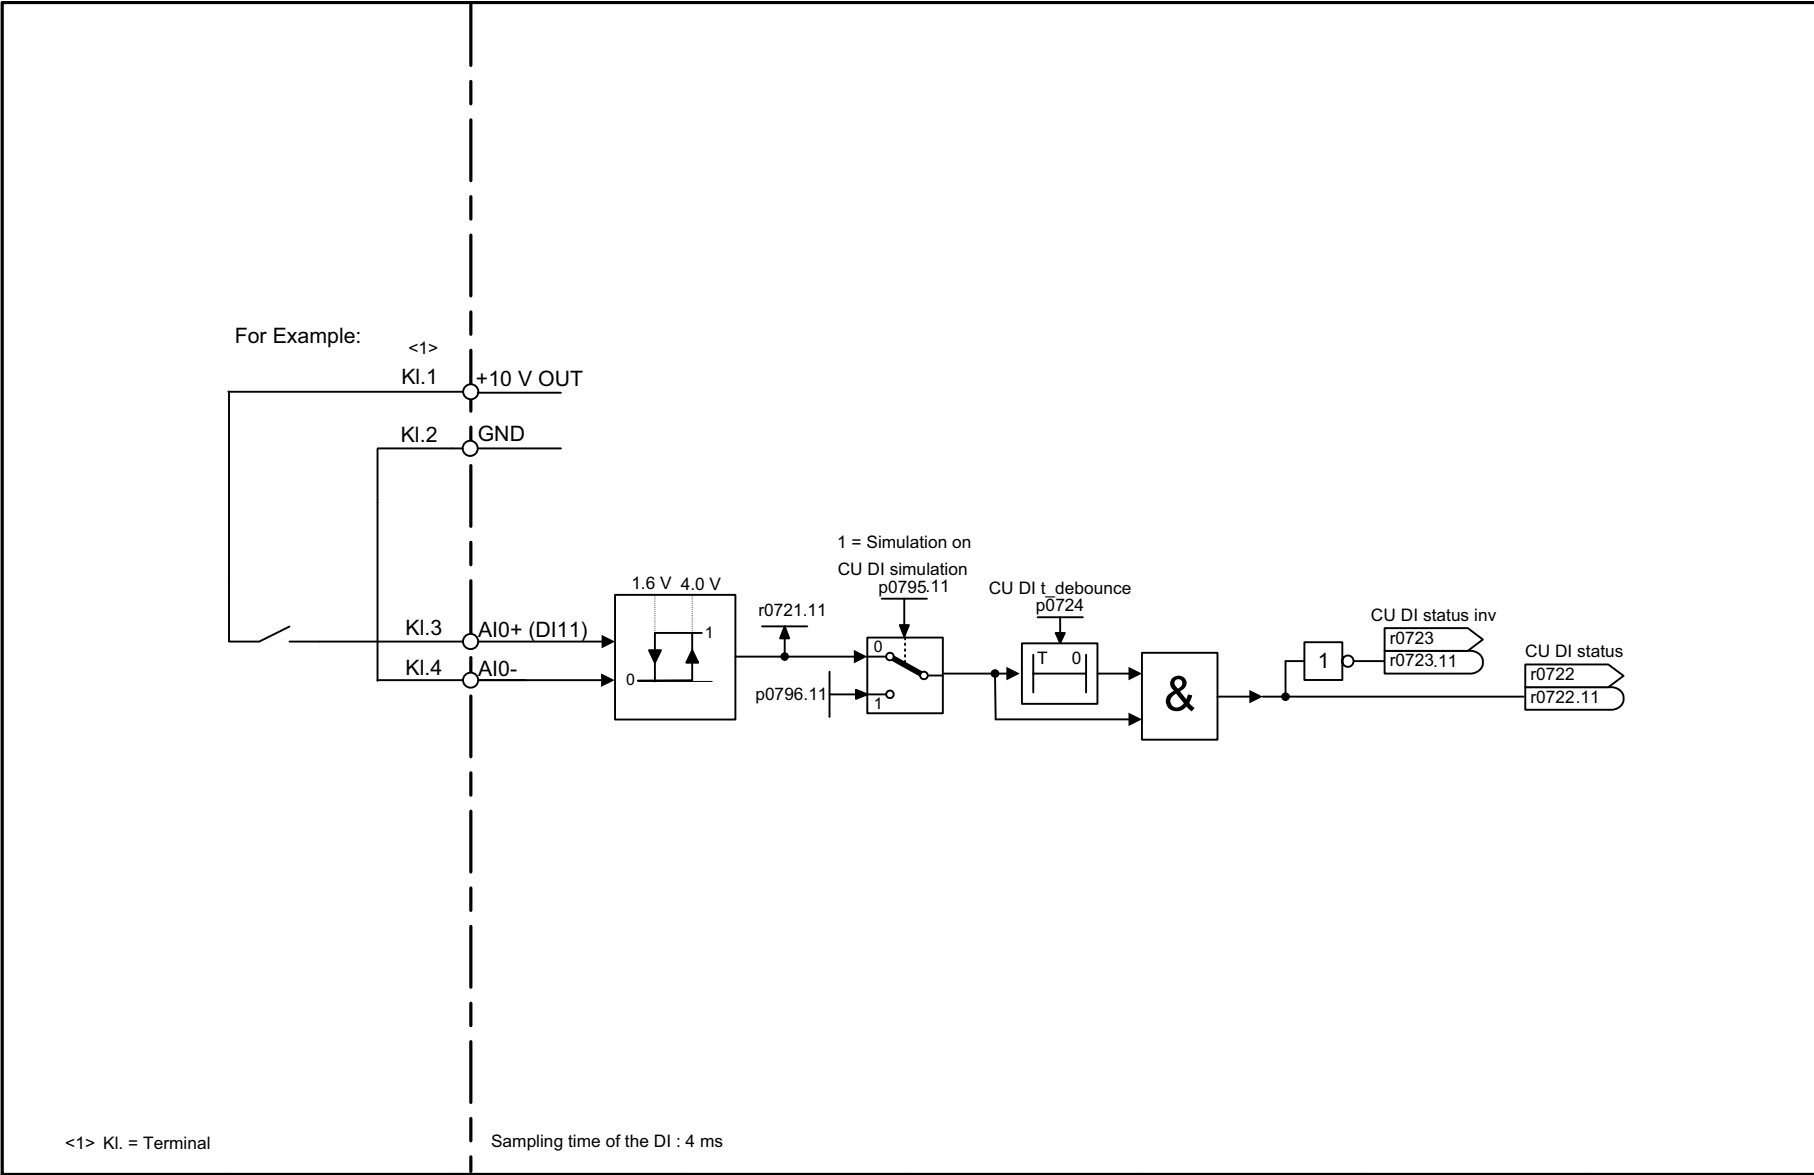 For Example:
<1>
Kl.1
+10 V OUT
Kl.2
GND
1 = Simulation on
CU DI simulation
p0795.11
1.6 V 4.0 V
CU DI t_debounce
p0724
r0721.11
CU DI status inv
r0723
r0723.11
Kl.3
AI0+ (DI11)
1
0
T 0
1
CU DI status
r0722
r0722.11
Kl.4
AI0-
0
p0796.11
1
&
<1> Kl. = Terminal
Sampling time of the DI : 4 ms